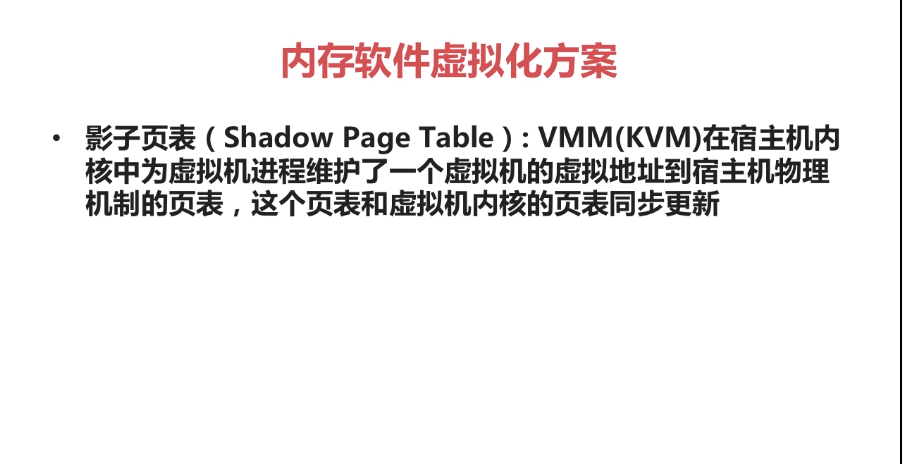 内存软件虚拟化方案
• 影子页表（Shadow Page Table）: VMM(KVM)在宿主机内
核中为虚拟机进程维护了一个虚拟机的虚拟地址到宿主机物理
机制的页表，这个页表和虚拟机内核的页表同步更新